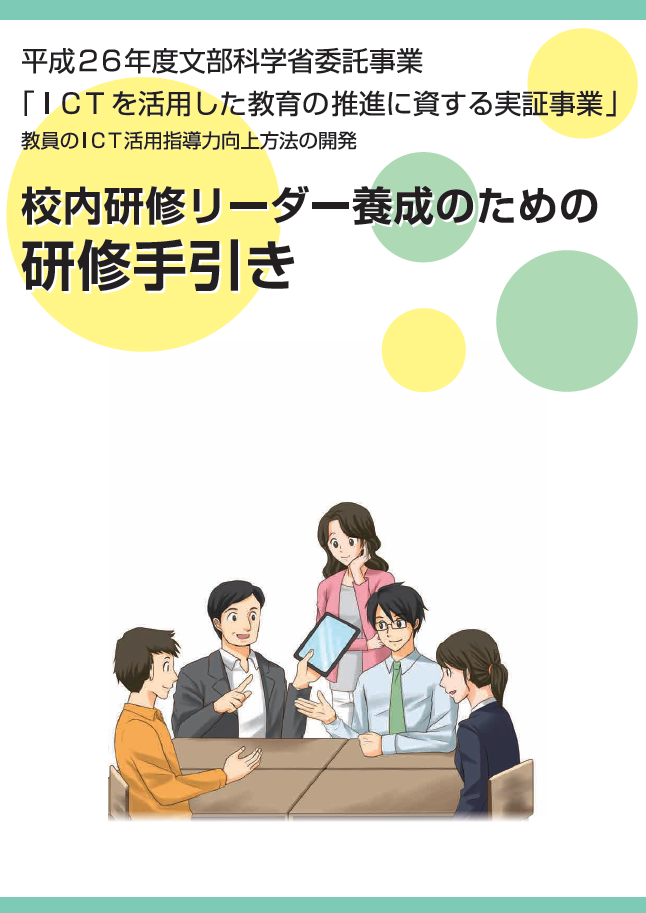 平成２６年度文部科学省委託事業
「ＩＣＴを活用した教育の推進に資する実証事業」
教員のＩＣＴ活用指導力向上方法の開発
校内研修リーダー養成のための
研修手引き